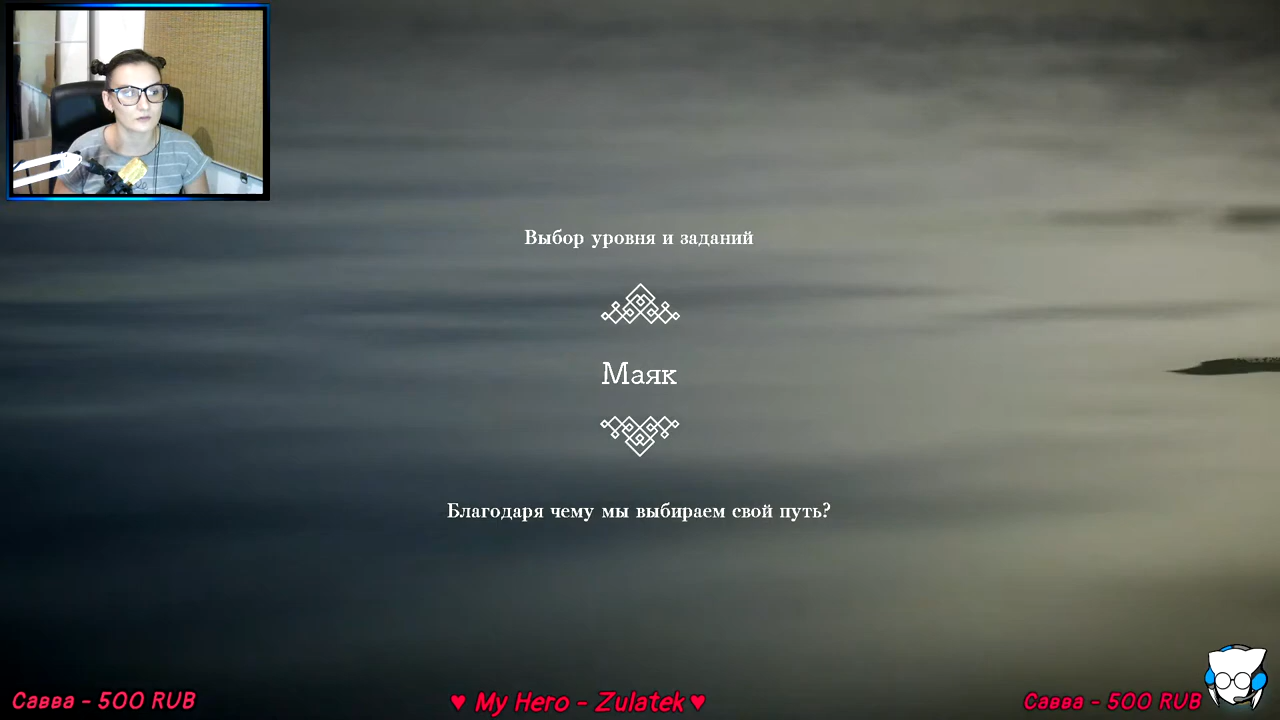 Выбор уровня и заданий
Маяк
Благодаря чему мы выбираем свой путь?
Савва - 500 RUB
♥ My Hero - Zulatek ♥
Савва - 500 RUB